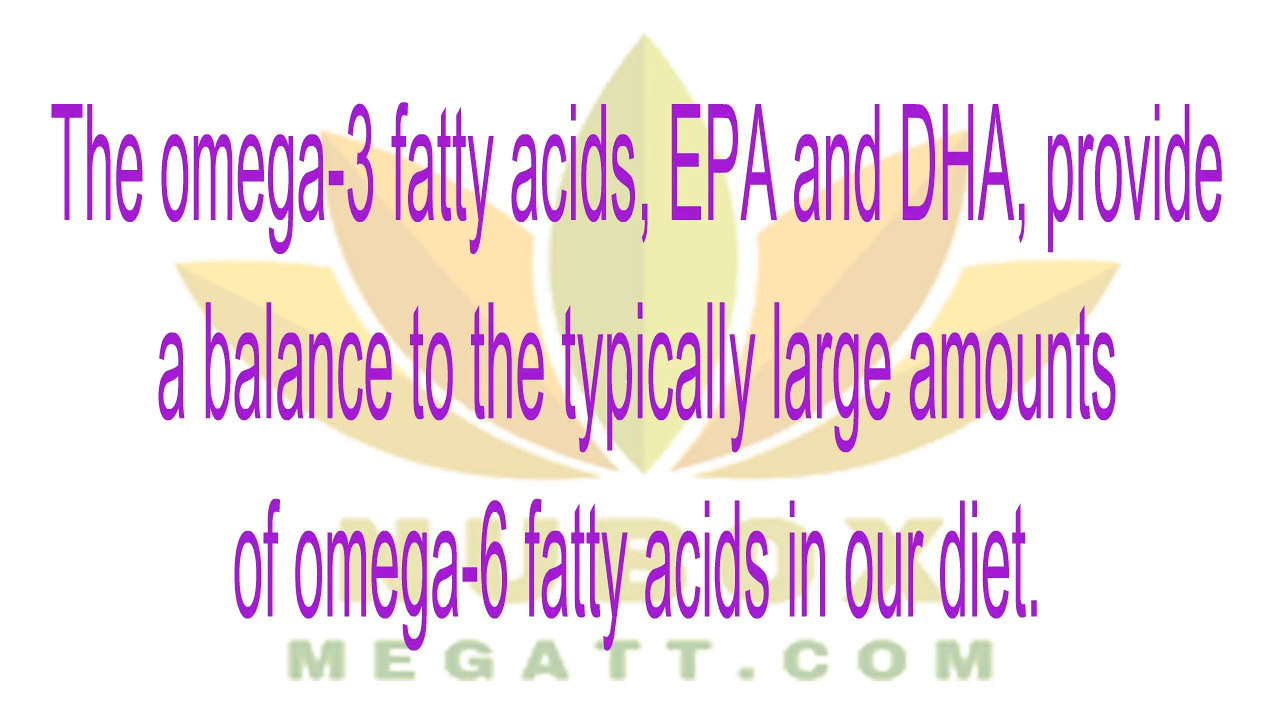 The omega-3 fatty acids, EPA and DHA, provide
a balance to the typically large amounts
of omega-6 fatty acids in our diet.
NUBOX
MEGATT.COM